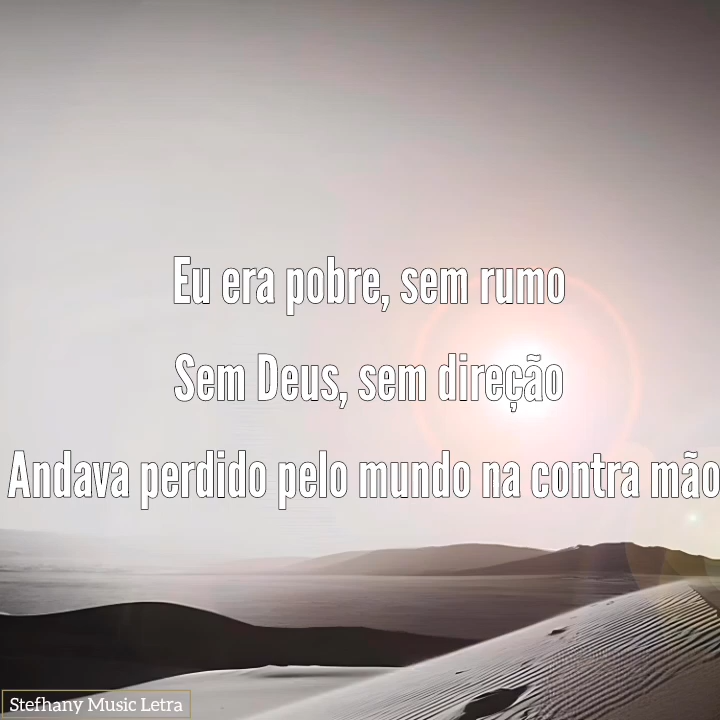 Eu era pobre, sem rumo
Sem Deus, sem direção
Andava perdido pelo mundo na contra mão
Stefhany Music Letra